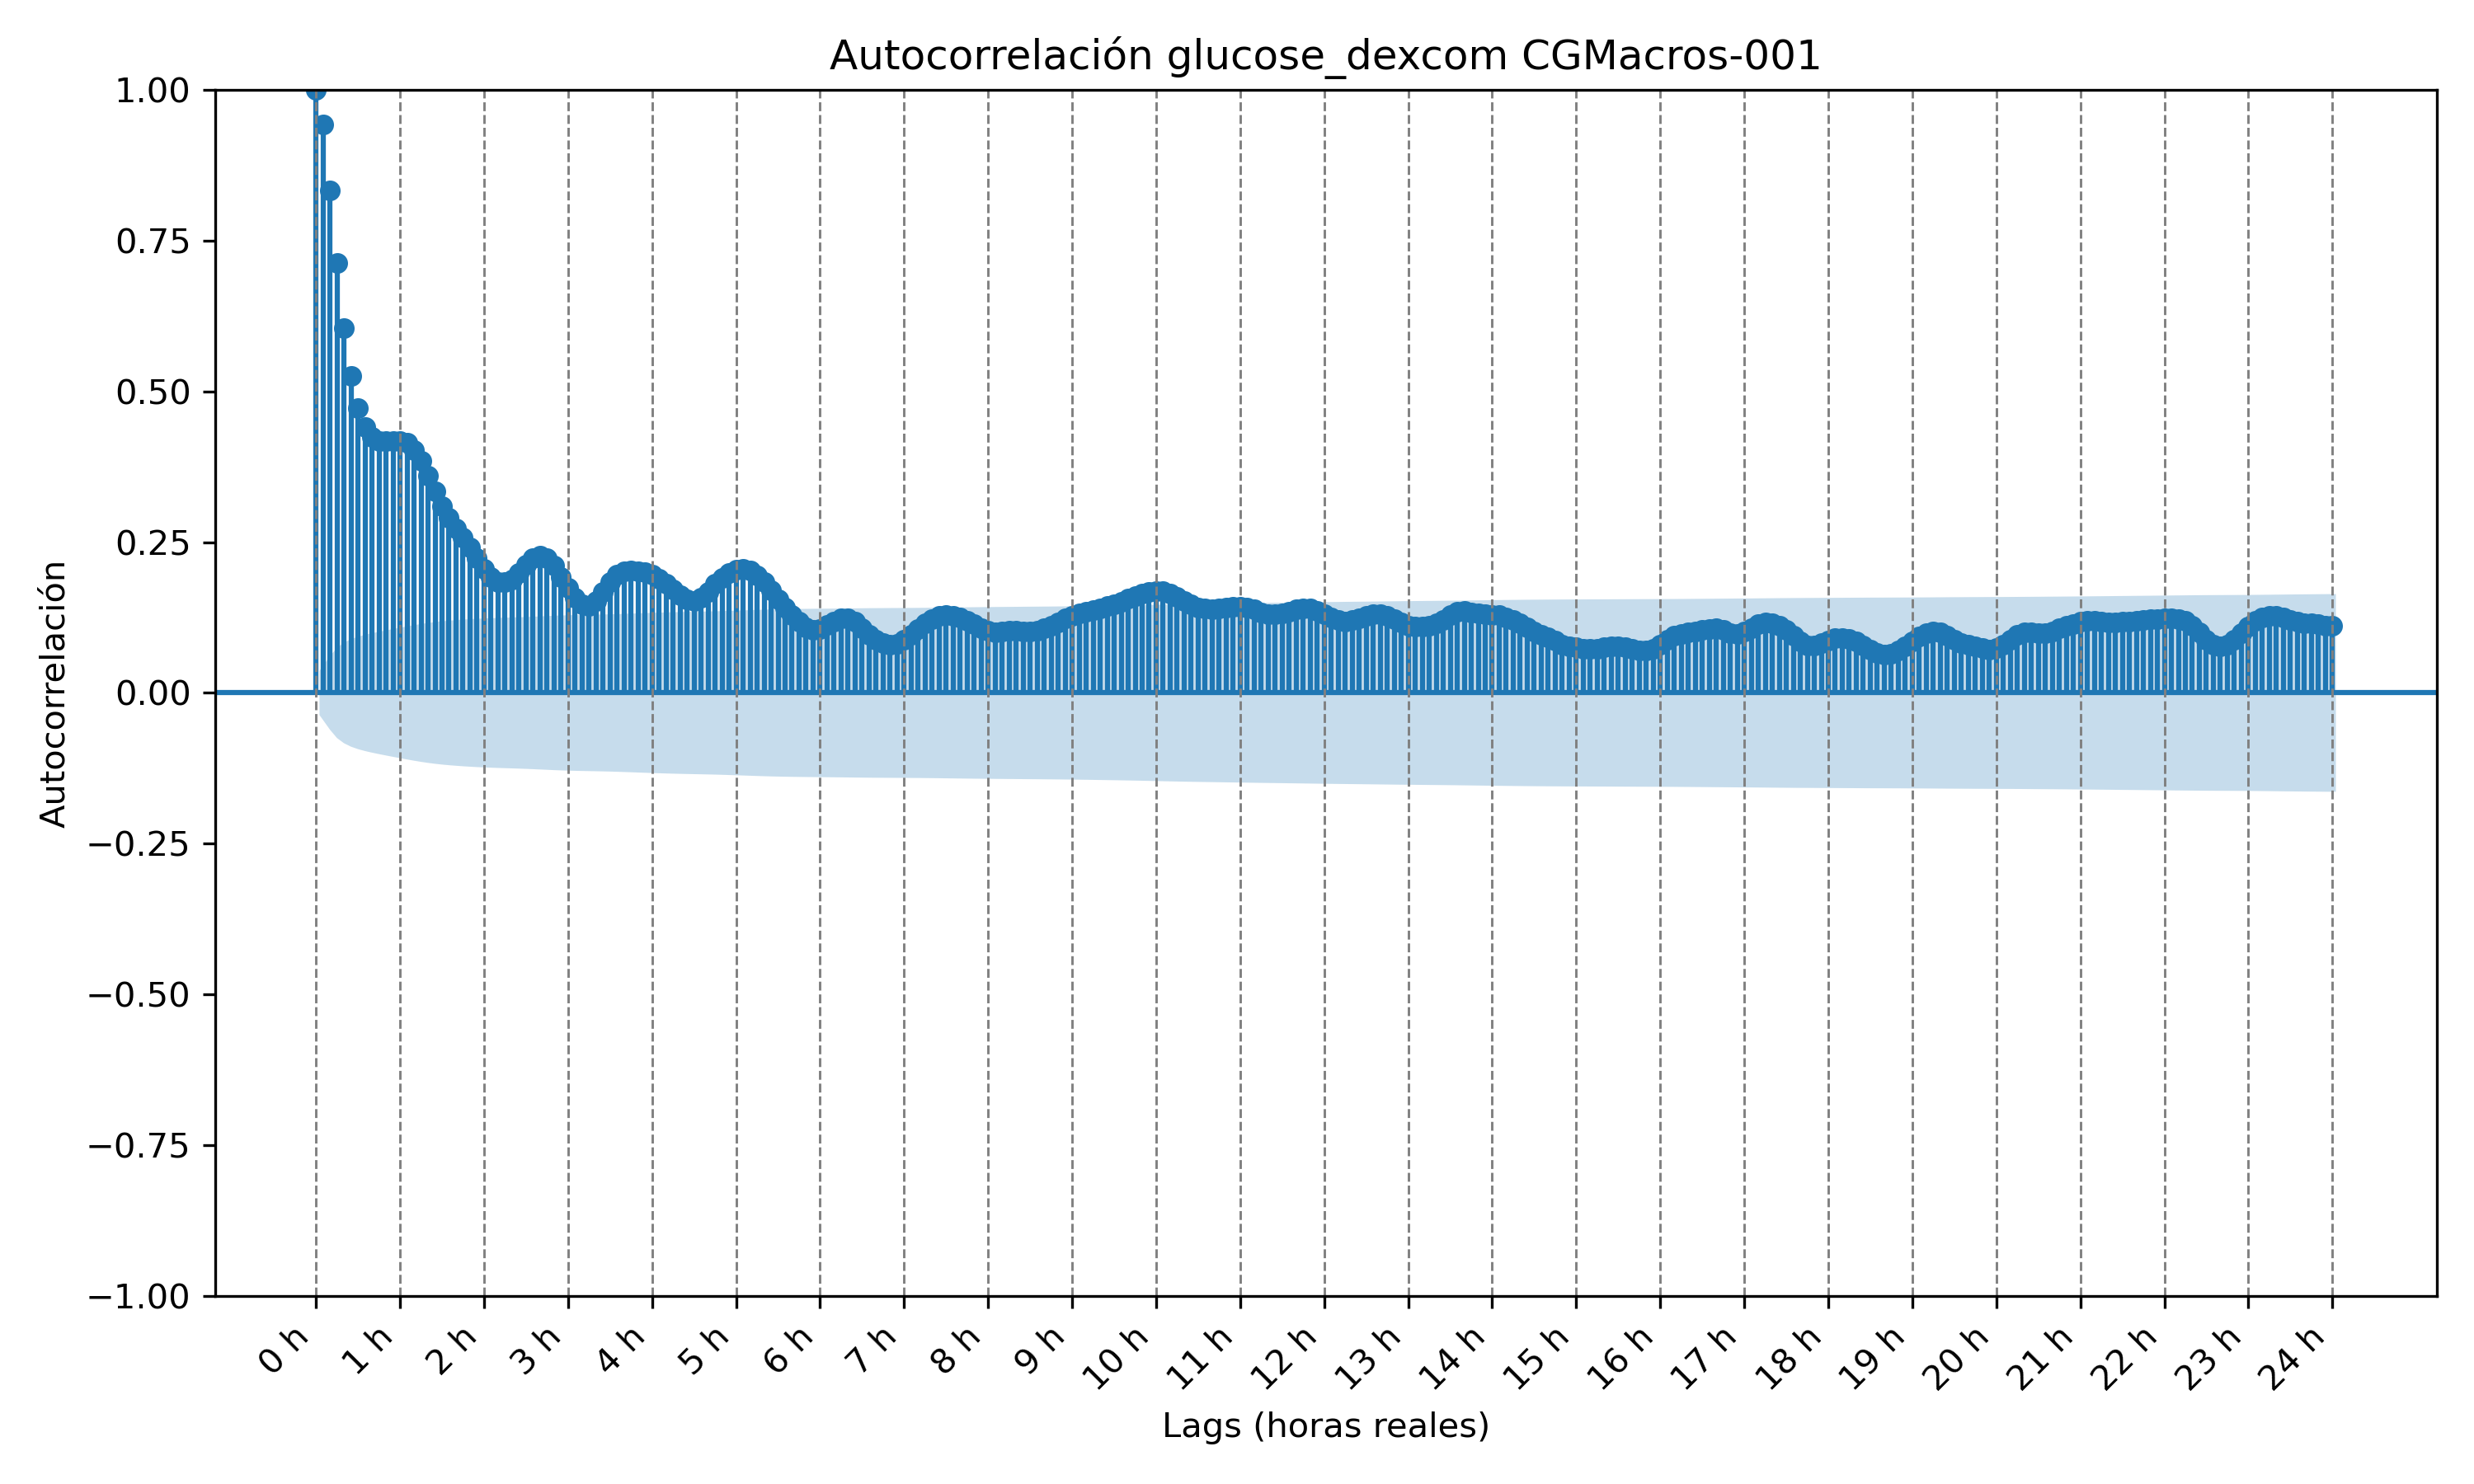 Autocorrelación glucose_dexcom CGMacros-001
1.00
0.75
0.50
0.25
0.00
−0.25
−0.50
−0.75
−1.00
Autocorrelación
0 h
1 h
2 h
3 h
4 h
5 h
6 h
7 h
8 h
9 h
10 h
11 h
12 h
13 h
14 h
15 h
16 h
17 h
18 h
19 h
20 h
21 h
22 h
23 h
24 h
Lags (horas reales)